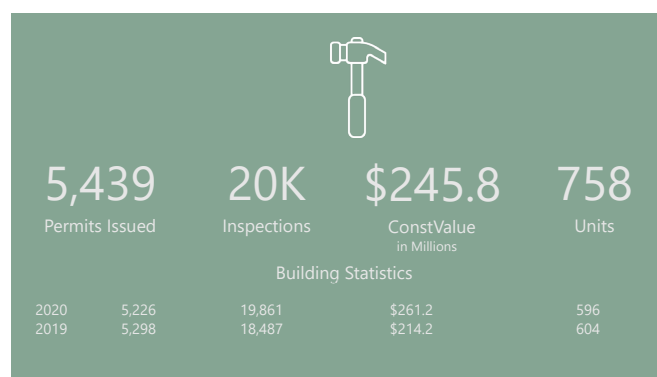 5,439 20K $245.8 758
Permits Issued Inspections ConstValue Units
in Millions
Building Statistics
2020 5,226 19,861 $261.2 596
2019 5,298 18,487 $214.2 604